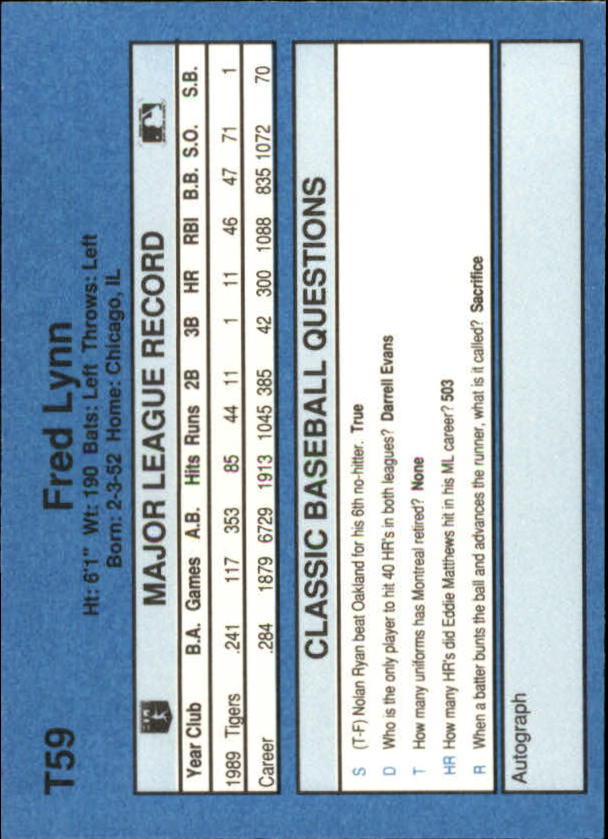 T59
Fred Lynn
Ht: 6'1" Wt: 190 Bats: Left Throws: Left
Born: 2-3-52 Home: Chicago, IL
MAJOR LEAGUE RECORD
Year Club B.A. Games A.B. Hits Runs 2B 3B HR RBI B.B. S.O. S.B.
1989 Tigers .241 117 353 85 44 11 1 11 46 47 71 1
Career .284 1879 6729 1913 1045 385 42 300 1088 835 1072 70
CLASSIC BASEBALL QUESTIONS
S (T-F) Nolan Ryan beat Oakland for his 6th no-hitter. True
D Who is the only player to hit 40 HR's in both leagues? Darrell Evans
T How many uniforms has Montreal retired? None
HR How many HR's did Eddie Matthews hit in his ML career? 503
R When a batter bunts the ball and advances the runner, what is it called? Sacrifice
Autograph